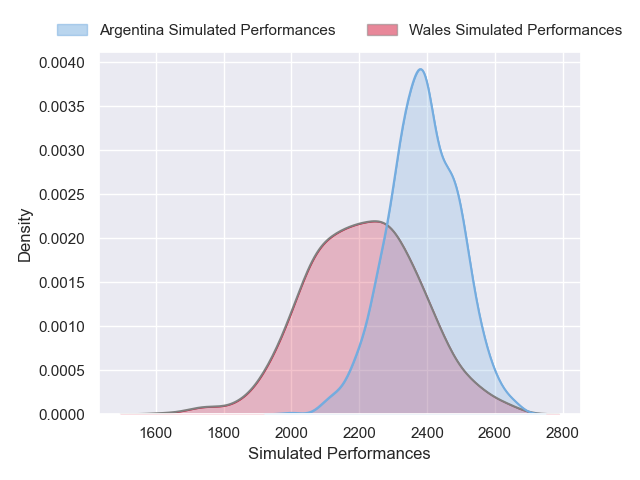 Argentina Simulated Performances
Wales Simulated Performances
0.0040
0.0035
0.0030
0.0025
0.0020
0.0015
0.0010
0.0005
0.0000
Density
1600 1800 2000 2200 2400 2600 2800
Simulated Performances